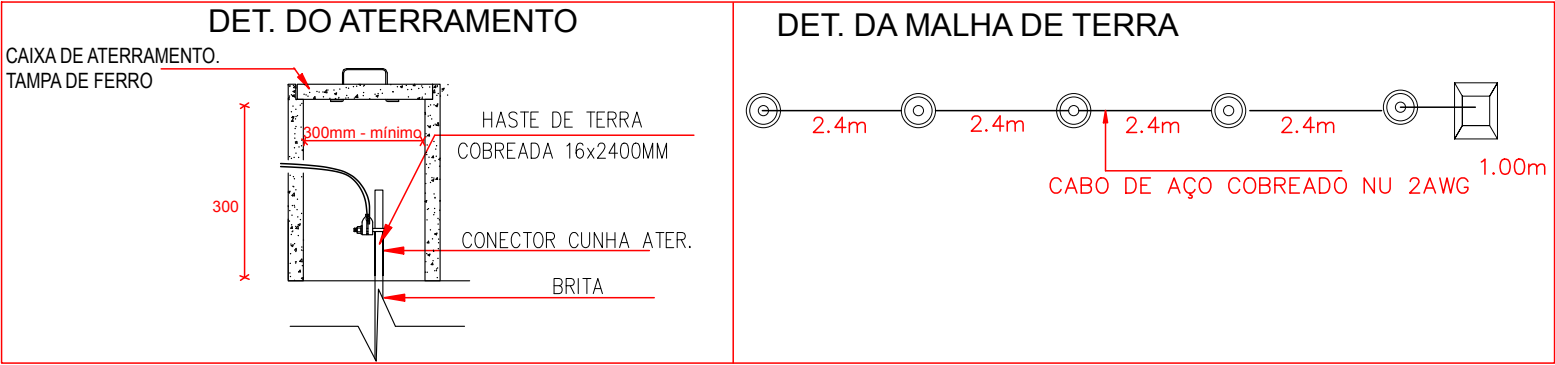 DET. DO ATERRAMENTO
CAIXA DE ATERRAMENTO.
TAMPA DE FERRO
300mm - mínimo
HASTE DE TERRA
COBREADA 16x2400MM
300
CONECTOR CUNHA ATER.
BRITA
DET. DA MALHA DE TERRA
2.4m
2.4m
2.4m
2.4m
1.00m
CABO DE AÇO COBREADO NU 2AWG